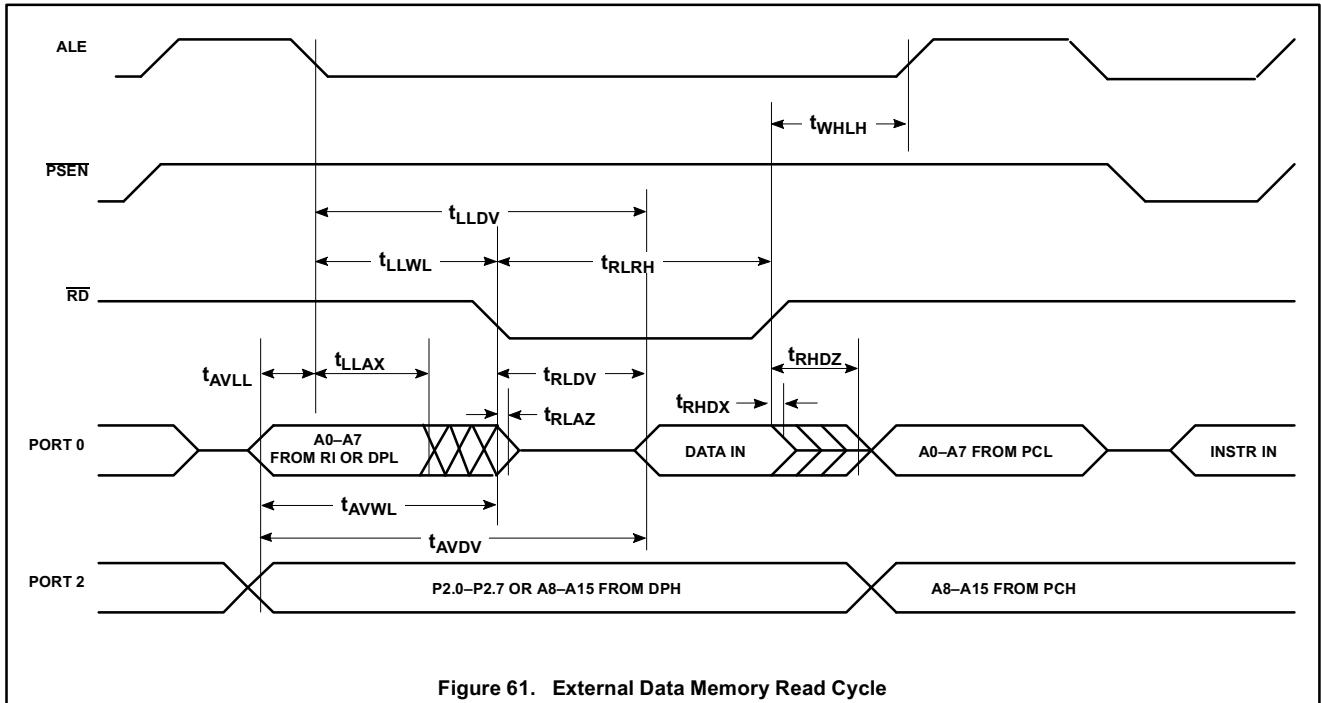 ALE
tWHLH
PSEN
tLLDV
tLLWL
tRLRH
RD
tAVLL
tLLAX
tRLDV
tRHDZ
tRLAZ
tRHDX
PORT 0
A0–A7
FROM RI OR DPL
DATA IN
A0–A7 FROM PCL
INSTR IN
tAVWL
tAVDV
PORT 2
P2.0–P2.7 OR A8–A15 FROM DPH
A8–A15 FROM PCH
Figure 61. External Data Memory Read Cycle